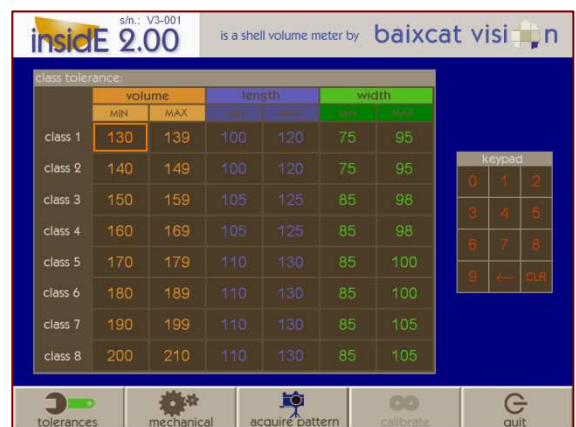 s/n.: V3-001
insidE 2.00 is a shell volume meter by baixcat visi n
class tolerance:
volume length width
MIN MAX MIN MAX
class 1 130 139 100 120 75 95
class 2 140 149 100 120 75 95
class 3 150 159 105 125 85 98
class 4 160 169 105 125 85 98
class 5 170 179 110 130 85 100
class 6 180 189 110 130 85 100
class 7 190 199 110 130 85 105
class 8 200 210 110 130 85 105
keypad
0 1 2
3 4 5
6 7 8
9 ← CLR
tolerances mechanical acquire pattern calibrate quit